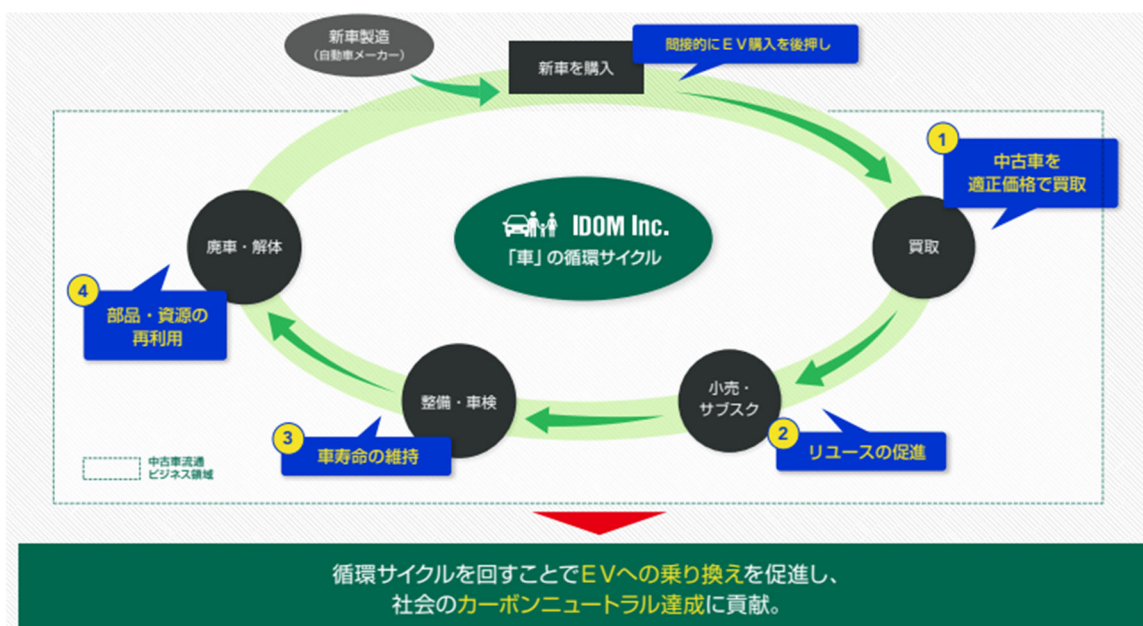 新車製造
（自動車メーカー）
新車を購入
間接的にＥＶ購入を後押し
1
中古車を
適正価格で買取
買取
IDOM Inc.
「車」の循環サイクル
廃車・解体
4
部品・資源の
再利用
小売・
サブスク
2
リユースの促進
整備・車検
3
車寿命の維持
中古車流通
ビジネス領域
循環サイクルを回すことでＥＶへの乗り換えを促進し、
社会のカーボンニュートラル達成に貢献。